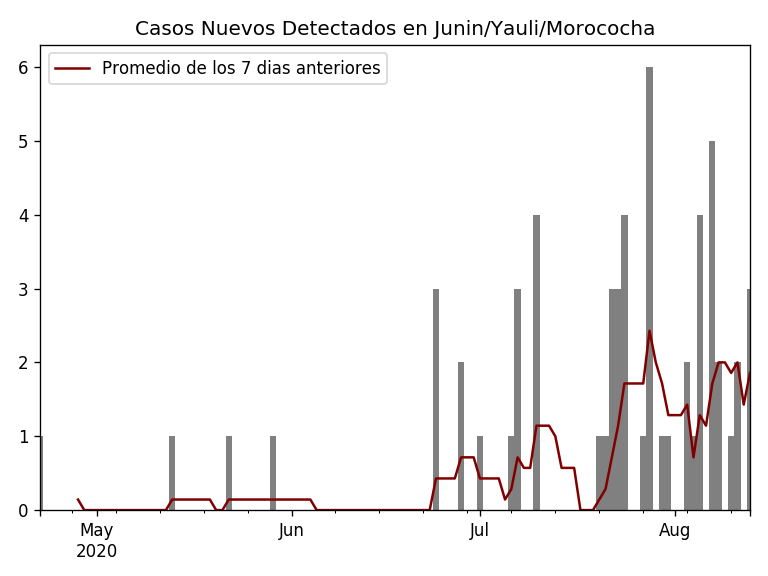 Casos Nuevos Detectados en Junin/Yauli/Morococha
Promedio de los 7 dias anteriores
6
5
4
3
2
1
0
May
2020
Jun
Jul
Aug